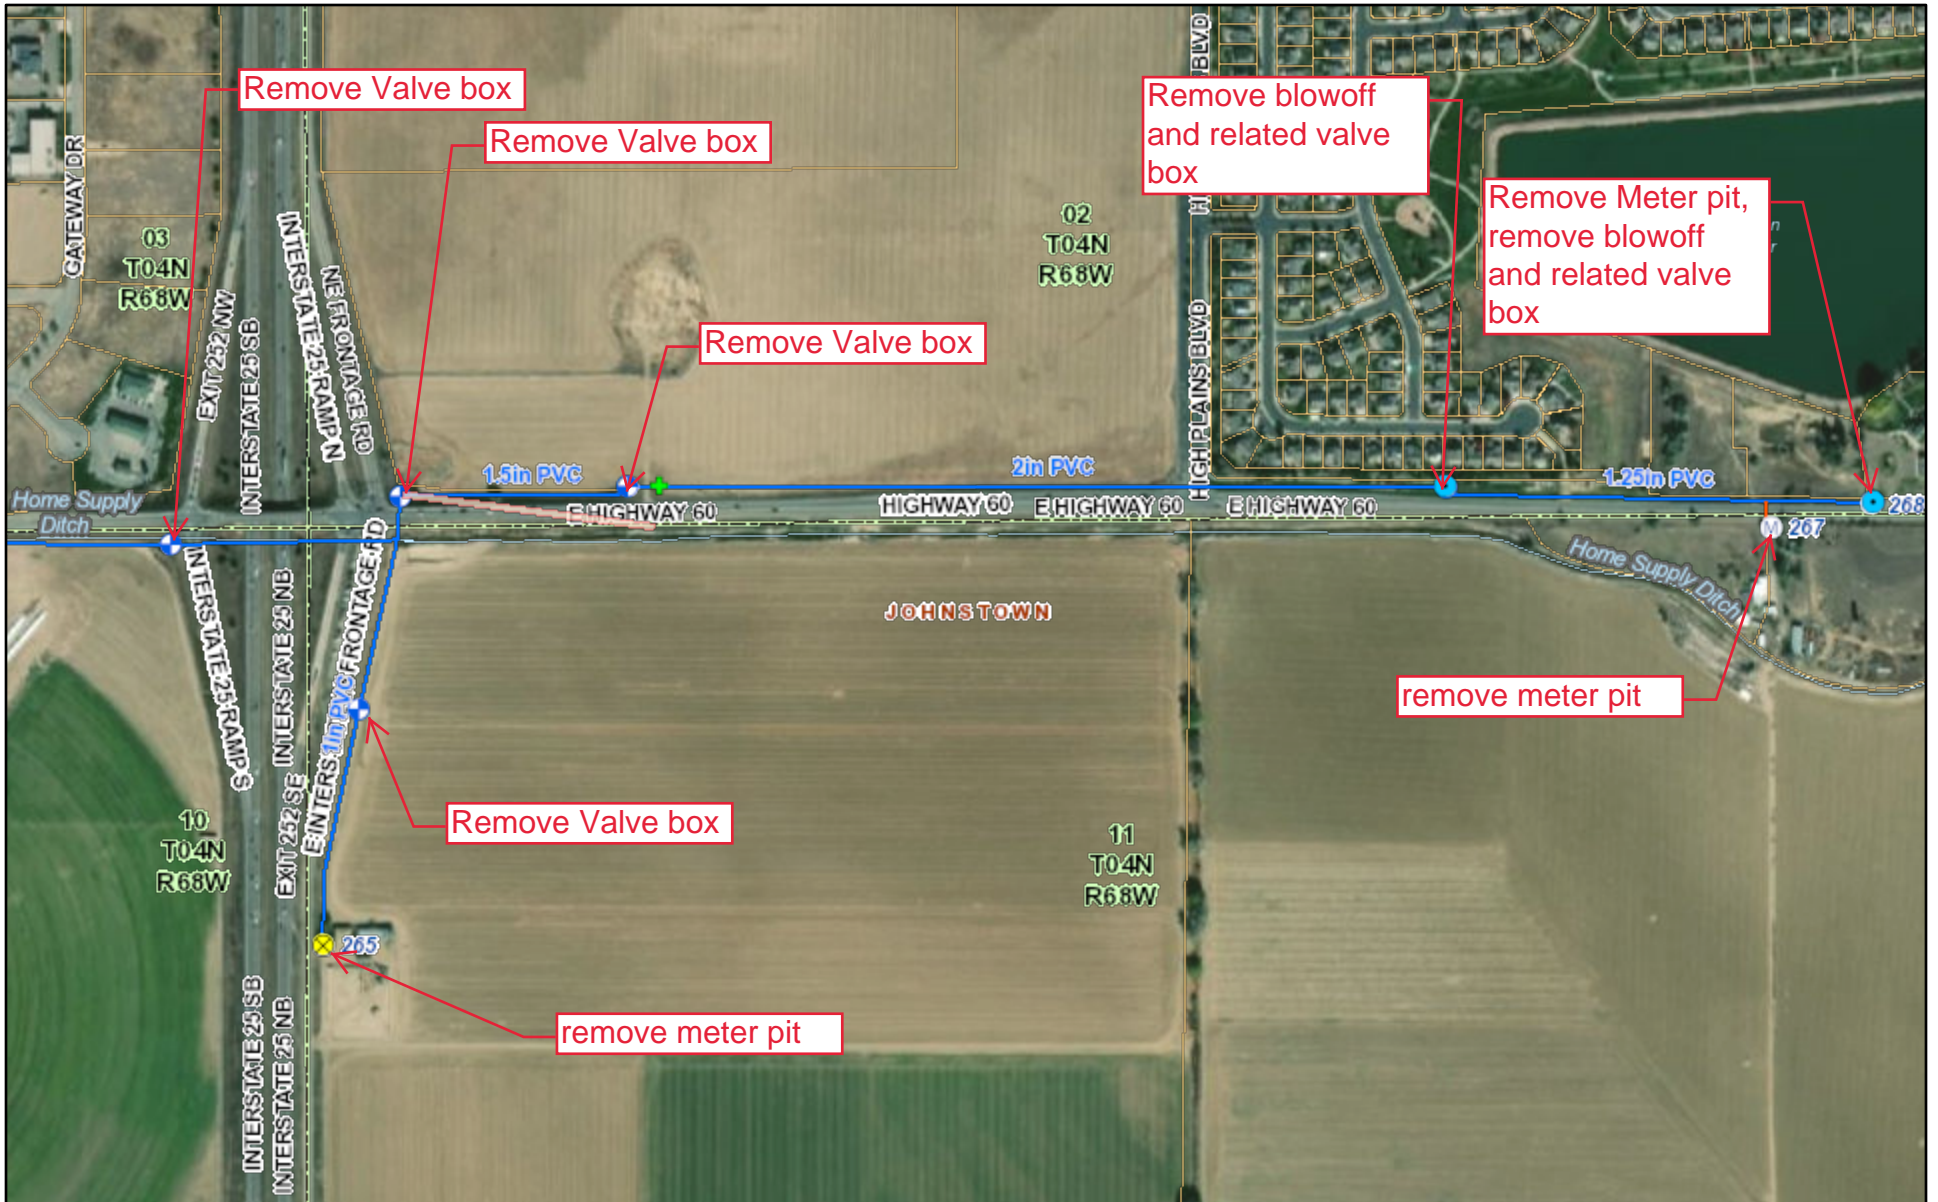 Remove Valve box
Remove Valve box
Remove Valve box
Remove blowoff
and related valve
box
Remove Meter pit,
remove blowoff
and related valve
box
GATEWAY DR
03
T04N
R68W
02
T04N
R68W
EXIT 252 NW
INTERSTATE 25 SB
INTERSTATE 25 RAMP N
NE FRONTAGE RD
BLVD
HIGH PLAINS BLVD
1.5in PVC
2in PVC
1.25in PVC
Home Supply
Ditch
E HIGHWAY 60
HIGHWAY 60
E HIGHWAY 60
E HIGHWAY 60
268
267
Home Supply Ditch
JOHNSTOWN
INTERSTATE 25 RAMP S
INTERSTATE 25 NB
1in PVC
FRONTAGE RD
E INTERS
EXIT 252 SE
remove meter pit
Remove Valve box
10
T04N
R68W
11
T04N
R68W
265
remove meter pit
INTERSTATE 25 SB
INTERSTATE 25 NB